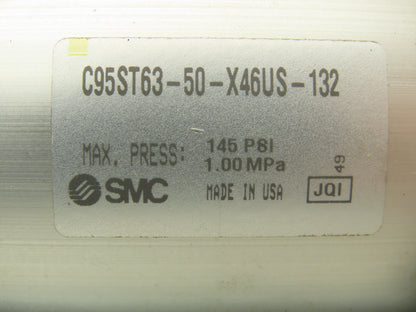 C95ST63-50-X46US-132
MAX. PRESS: 145 PSI
1.00 MPa
SMC MADE IN USA JQI
49